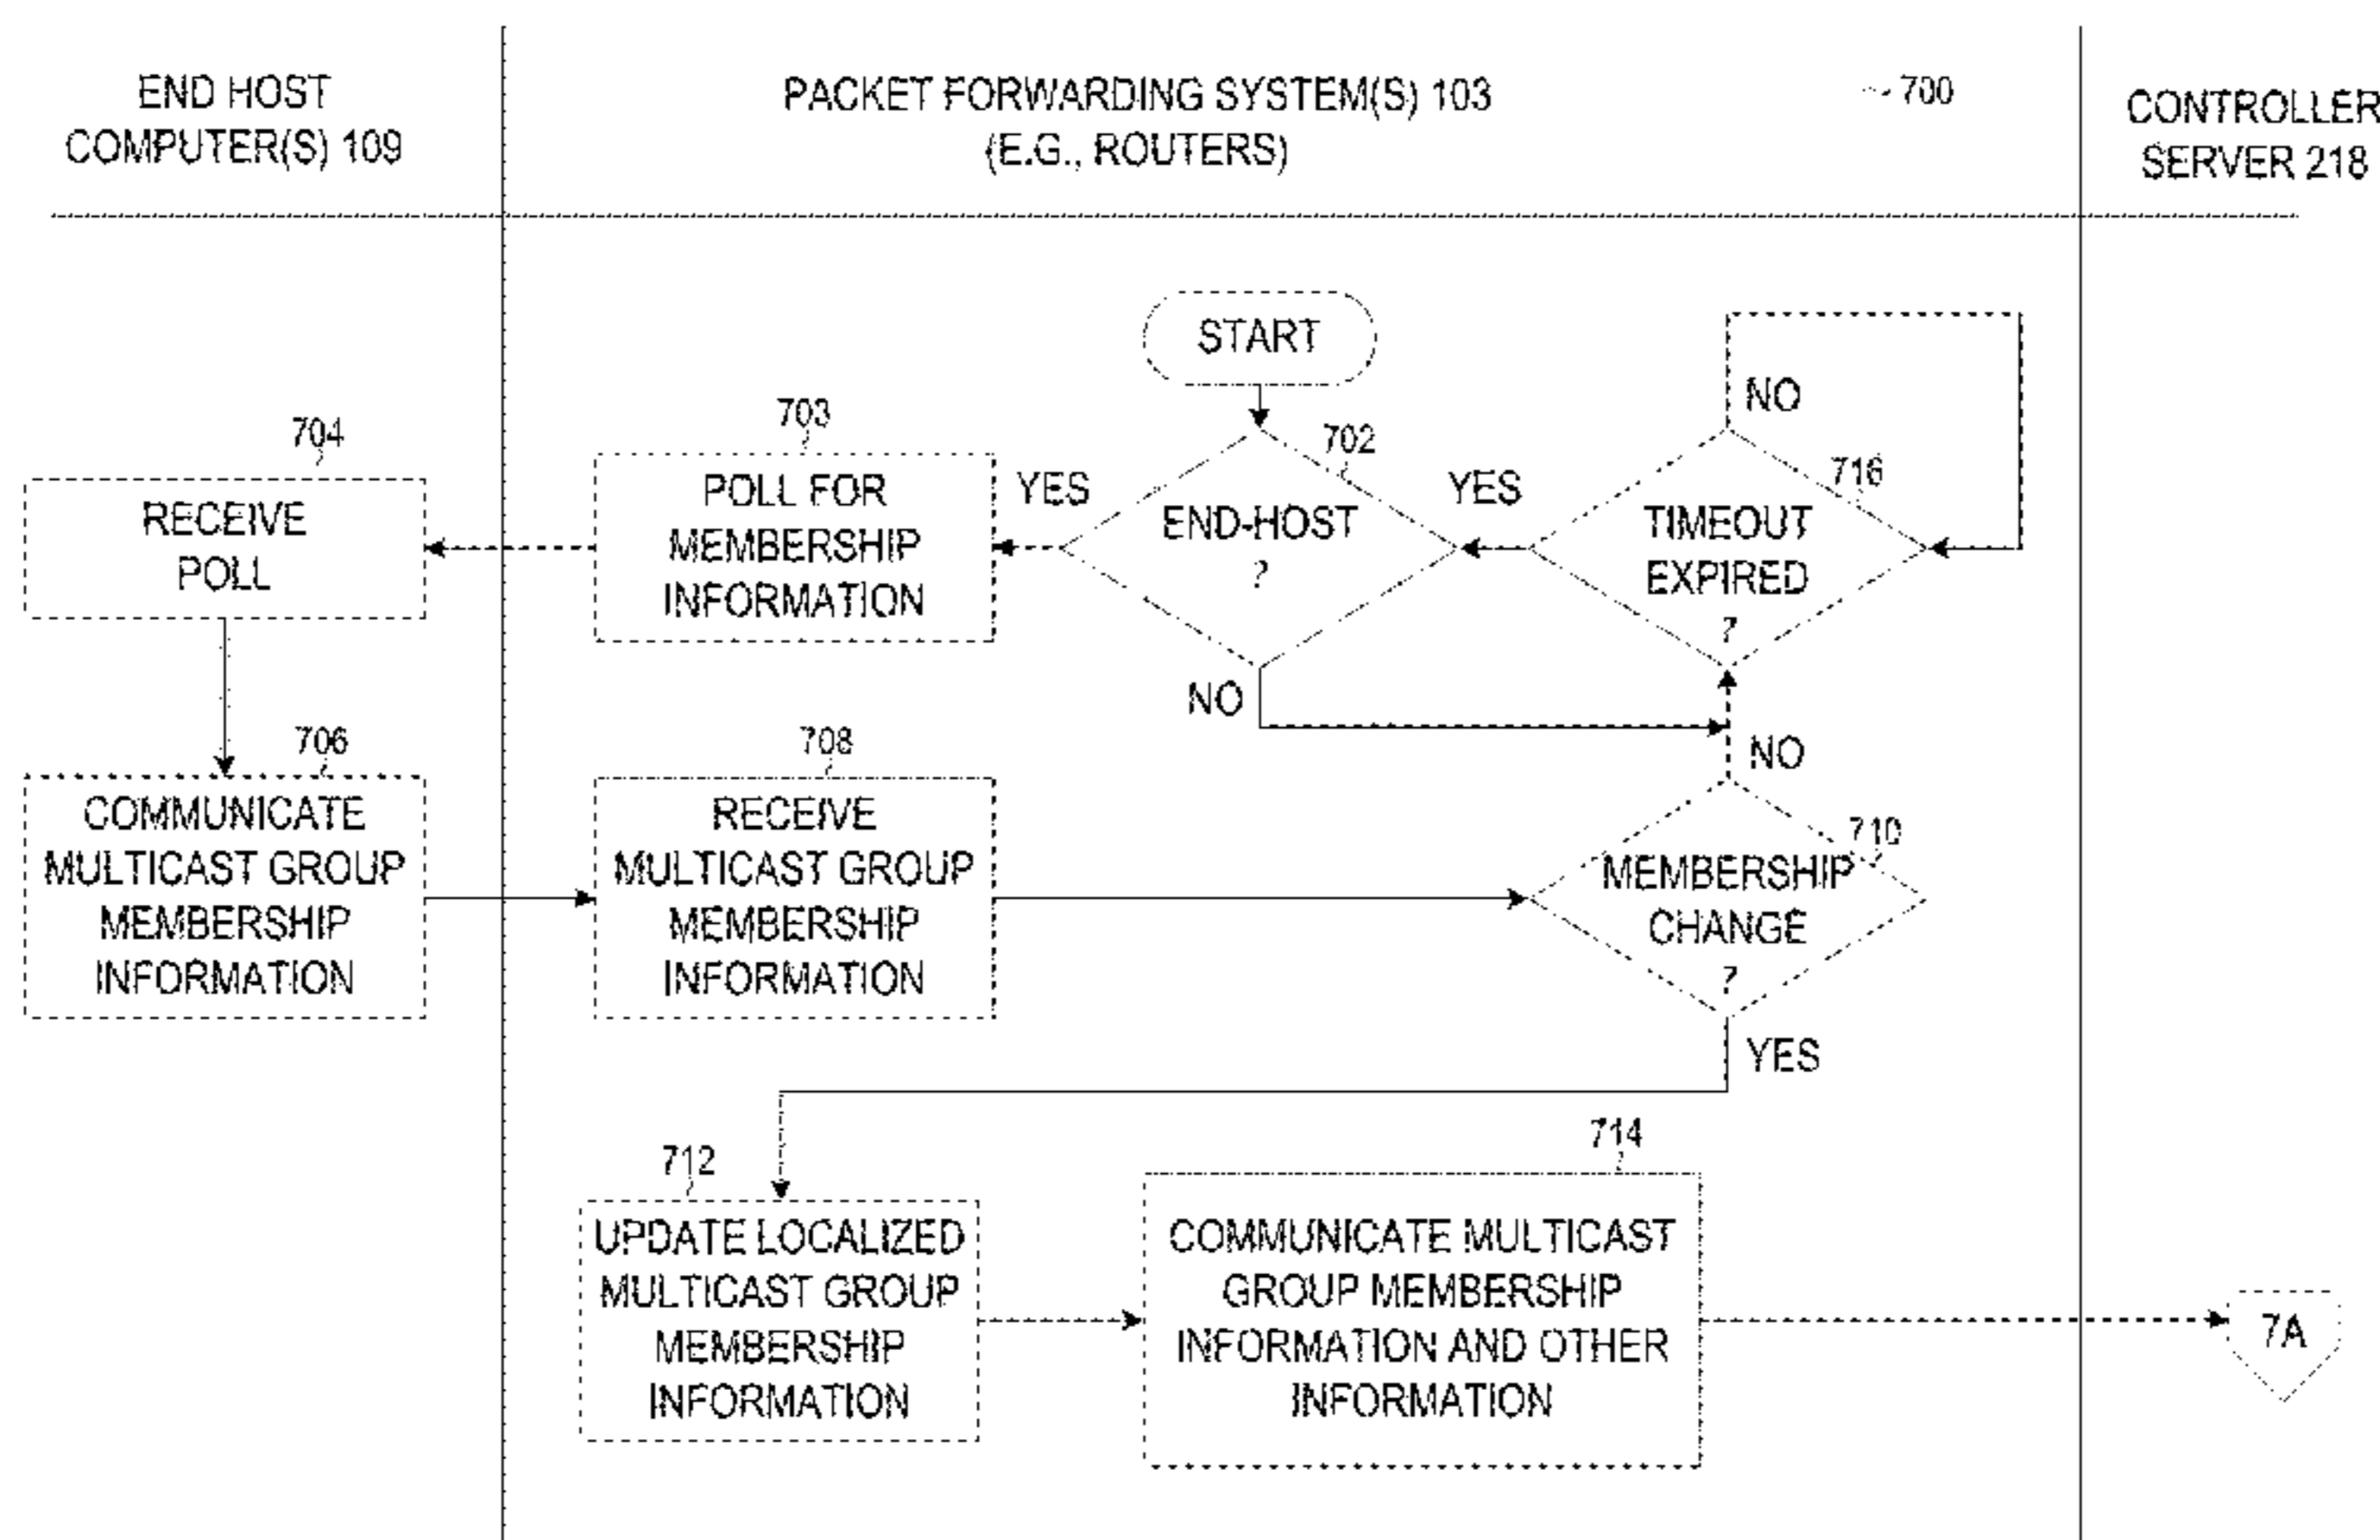 END HOST
COMPUTER(S) 109
PACKET FORWARDING SYSTEM(S) 103
(E.G., ROUTERS)
700
CONTROLLER
SERVER 218
START
NO
704
703
702
716
RECEIVE
POLL
POLL FOR
MEMBERSHIP
INFORMATION
YES
END-HOST
?
YES
TIMEOUT
EXPIRED
?
NO
NO
706
708
710
COMMUNICATE
MULTICAST GROUP
MEMBERSHIP
INFORMATION
RECEIVE
MULTICAST GROUP
MEMBERSHIP
INFORMATION
MEMBERSHIP
CHANGE
?
YES
712
714
UPDATE LOCALIZED
MULTICAST GROUP
MEMBERSHIP
INFORMATION
COMMUNICATE MULTICAST
GROUP MEMBERSHIP
INFORMATION AND OTHER
INFORMATION
7A